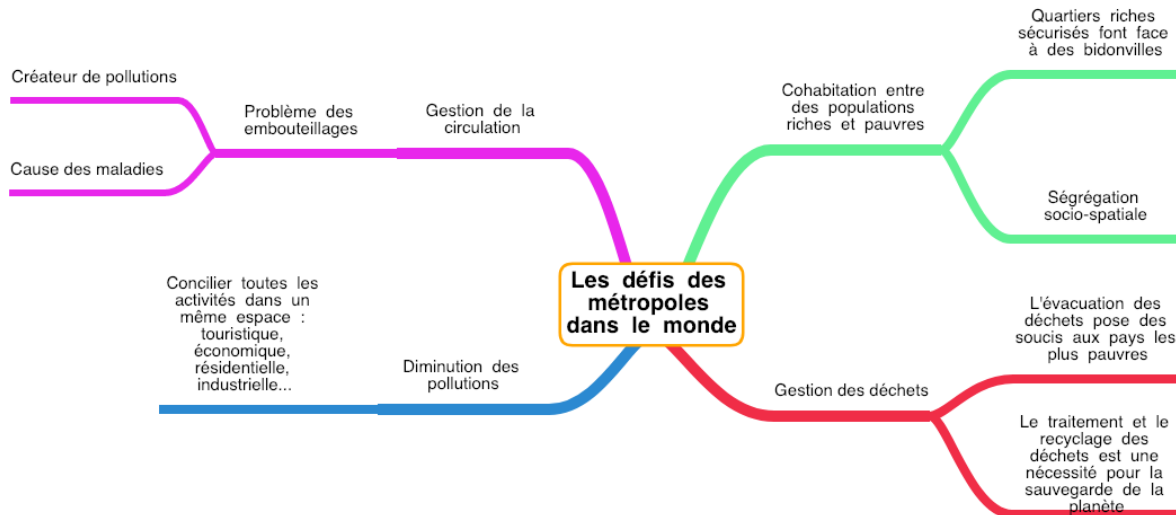 Les défis des
métropoles
dans le monde
Gestion de la
circulation
Problème des
embouteillages
Créateur de pollutions
Cause des maladies
Diminution des
pollutions
Concilier toutes les
activités dans un
même espace :
touristique,
économique,
résidentielle,
industrielle...
Cohabitation entre
des populations
riches et pauvres
Quartiers riches
sécurisés font face
à des bidonvilles
Ségrégation
socio-spatiale
Gestion des déchets
L'évacuation des
déchets pose des
soucis aux pays les
plus pauvres
Le traitement et le
recyclage des
déchets est une
nécessité pour la
sauvegarde de la
planète